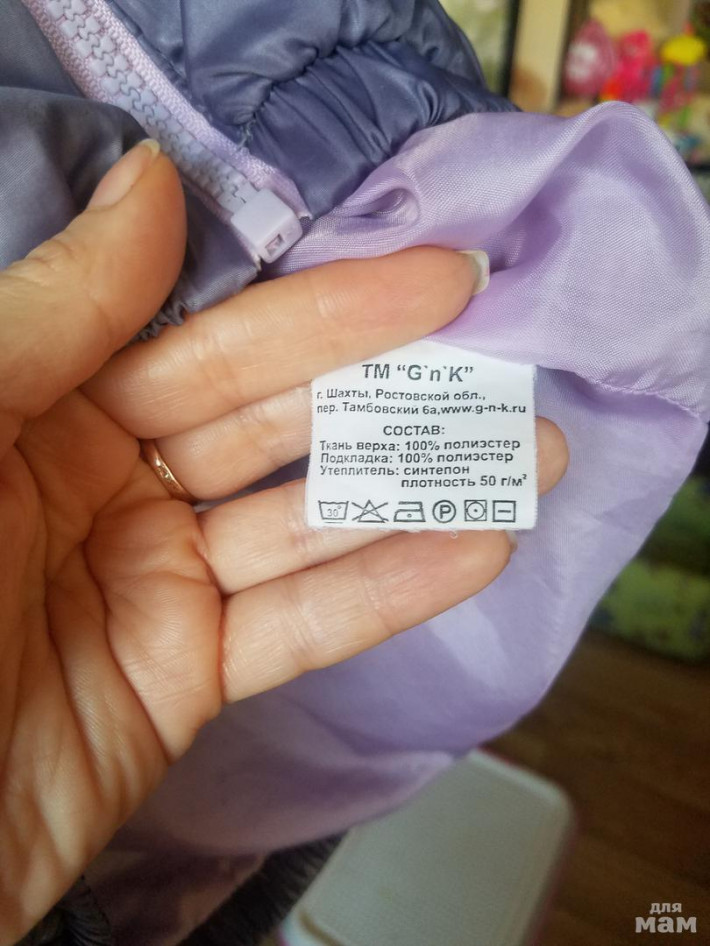 ТМ “G`n`K”
г. Шахты, Ростовской обл.,
пер. Тамбовский 6а,www.g-n-k.ru
СОСТАВ:
Ткань верха: 100% полиэстер
Подкладка: 100% полиэстер
Утеплитель: синтепон
плотность 50 г/м²
30°
P
для
мам